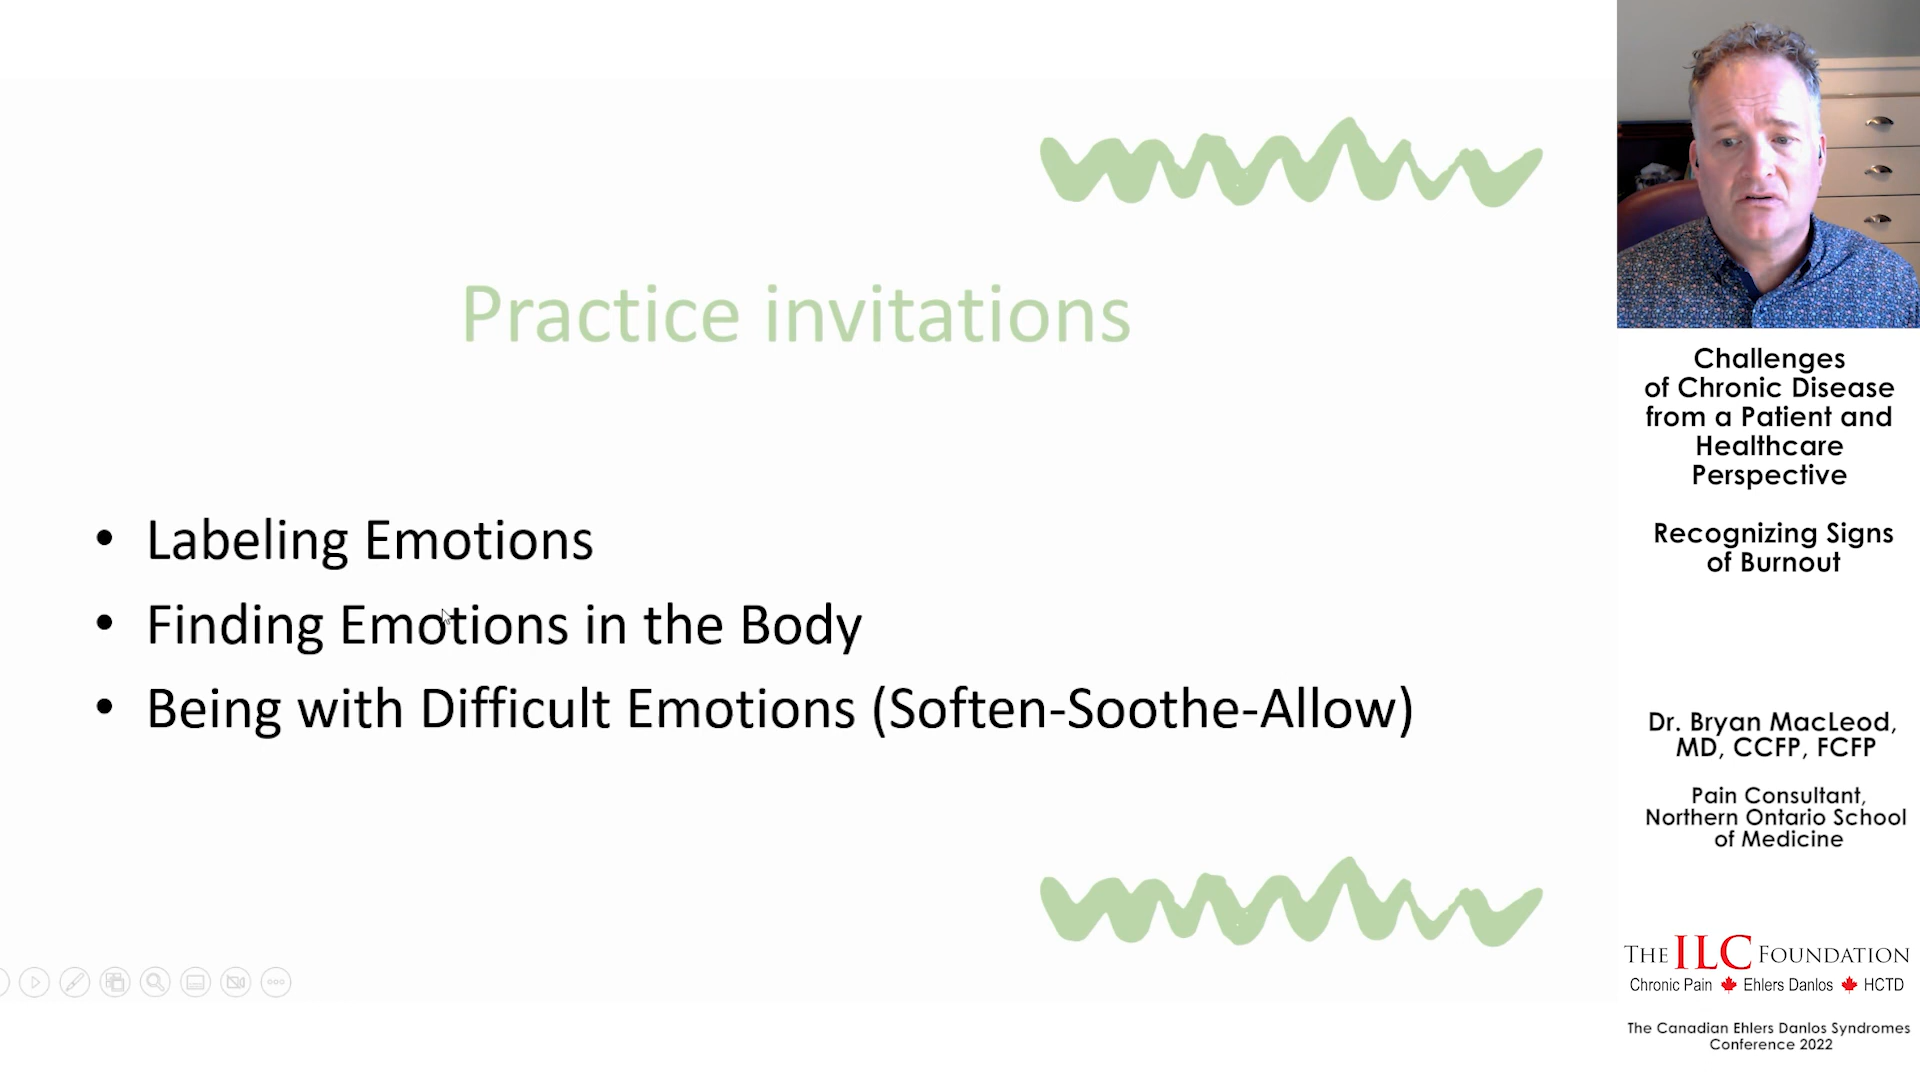 Practice invitations
• Labeling Emotions
• Finding Emotions in the Body
• Being with Difficult Emotions (Soften-Soothe-Allow)
Challenges
of Chronic Disease
from a Patient and
Healthcare
Perspective
Recognizing Signs
of Burnout
Dr. Bryan MacLeod,
MD, CCFP, FCFP
Pain Consultant,
Northern Ontario School
of Medicine
THE ILC FOUNDATION
Chronic Pain Ehlers Danlos HCTD
The Canadian Ehlers Danlos Syndromes
Conference 2022